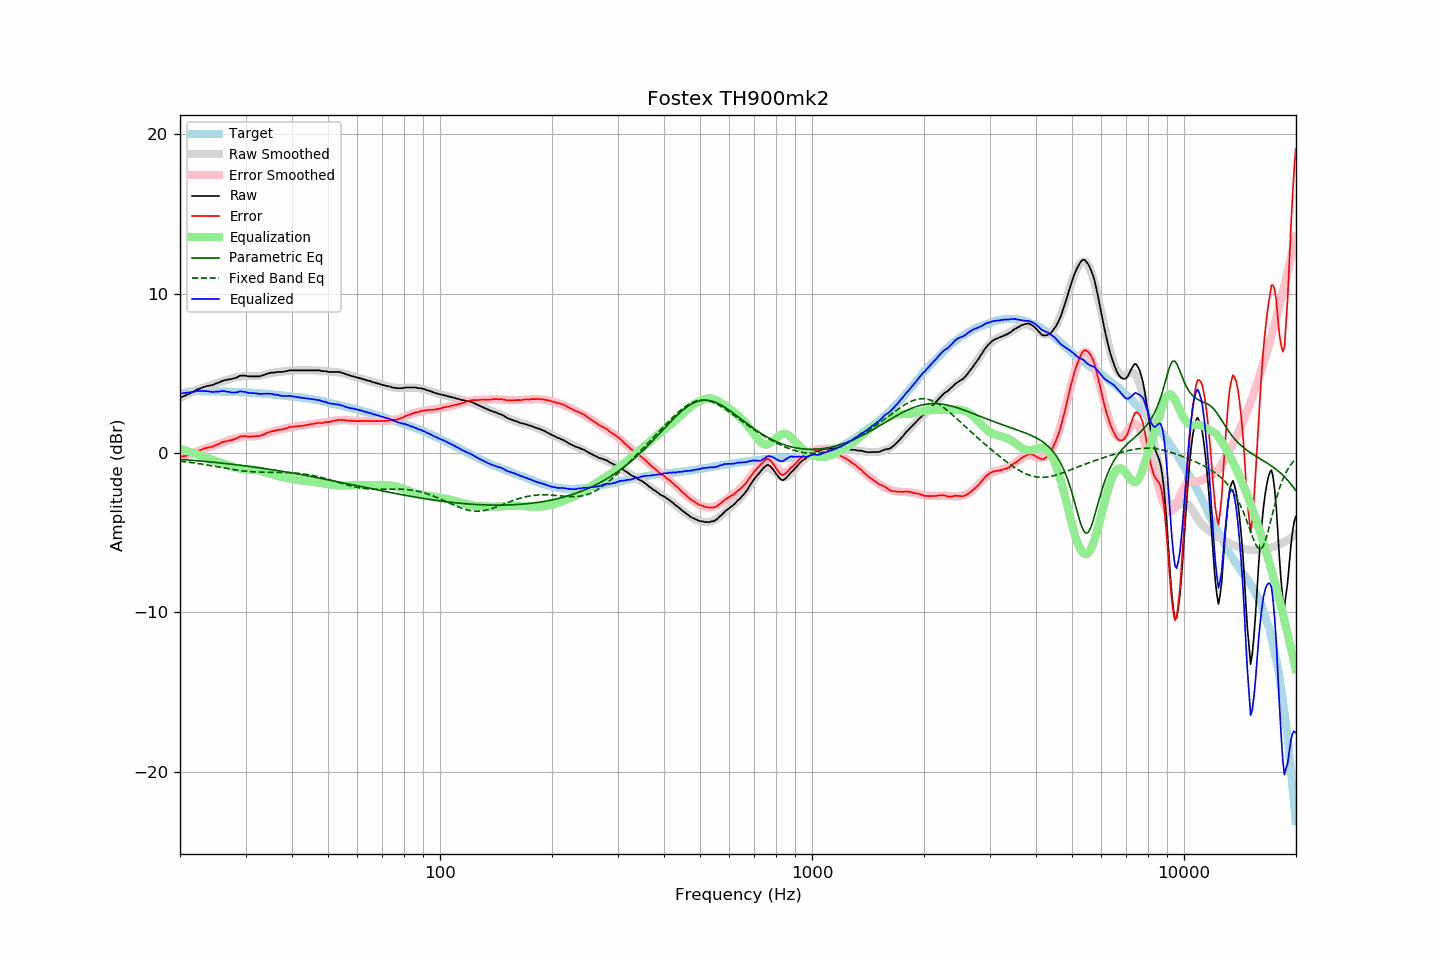 Fostex TH900mk2
Target
Raw Smoothed
Error Smoothed
Raw
Error
Equalization
Parametric Eq
Fixed Band Eq
Equalized
20
10
0
−10
−20
Amplitude (dBr)
100
1000
10000
Frequency (Hz)